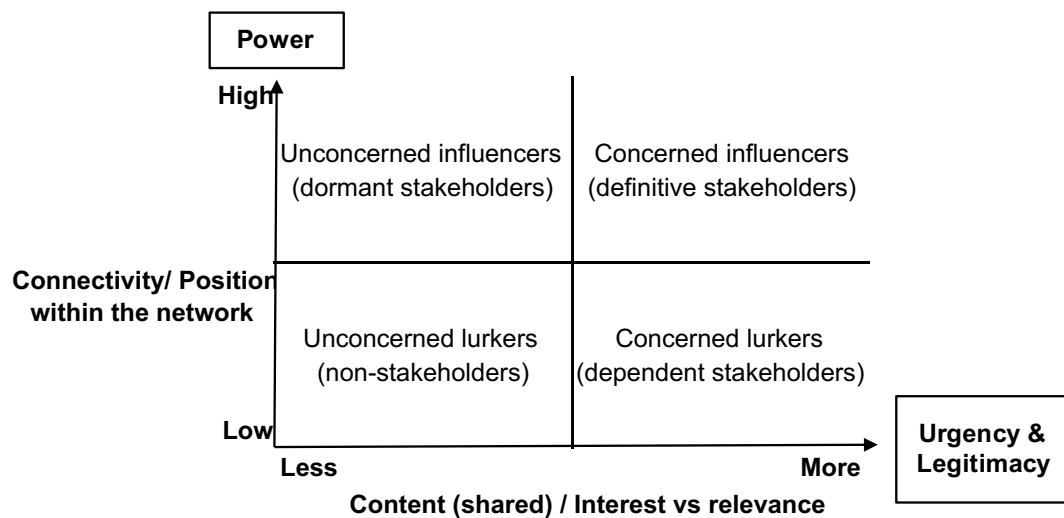 Power
High
Unconcerned influencers
(dormant stakeholders)
Concerned influencers
(definitive stakeholders)
Connectivity/ Position
within the network
Unconcerned lurkers
(non-stakeholders)
Concerned lurkers
(dependent stakeholders)
Low
Less
More
Urgency &
Legitimacy
Content (shared) / Interest vs relevance